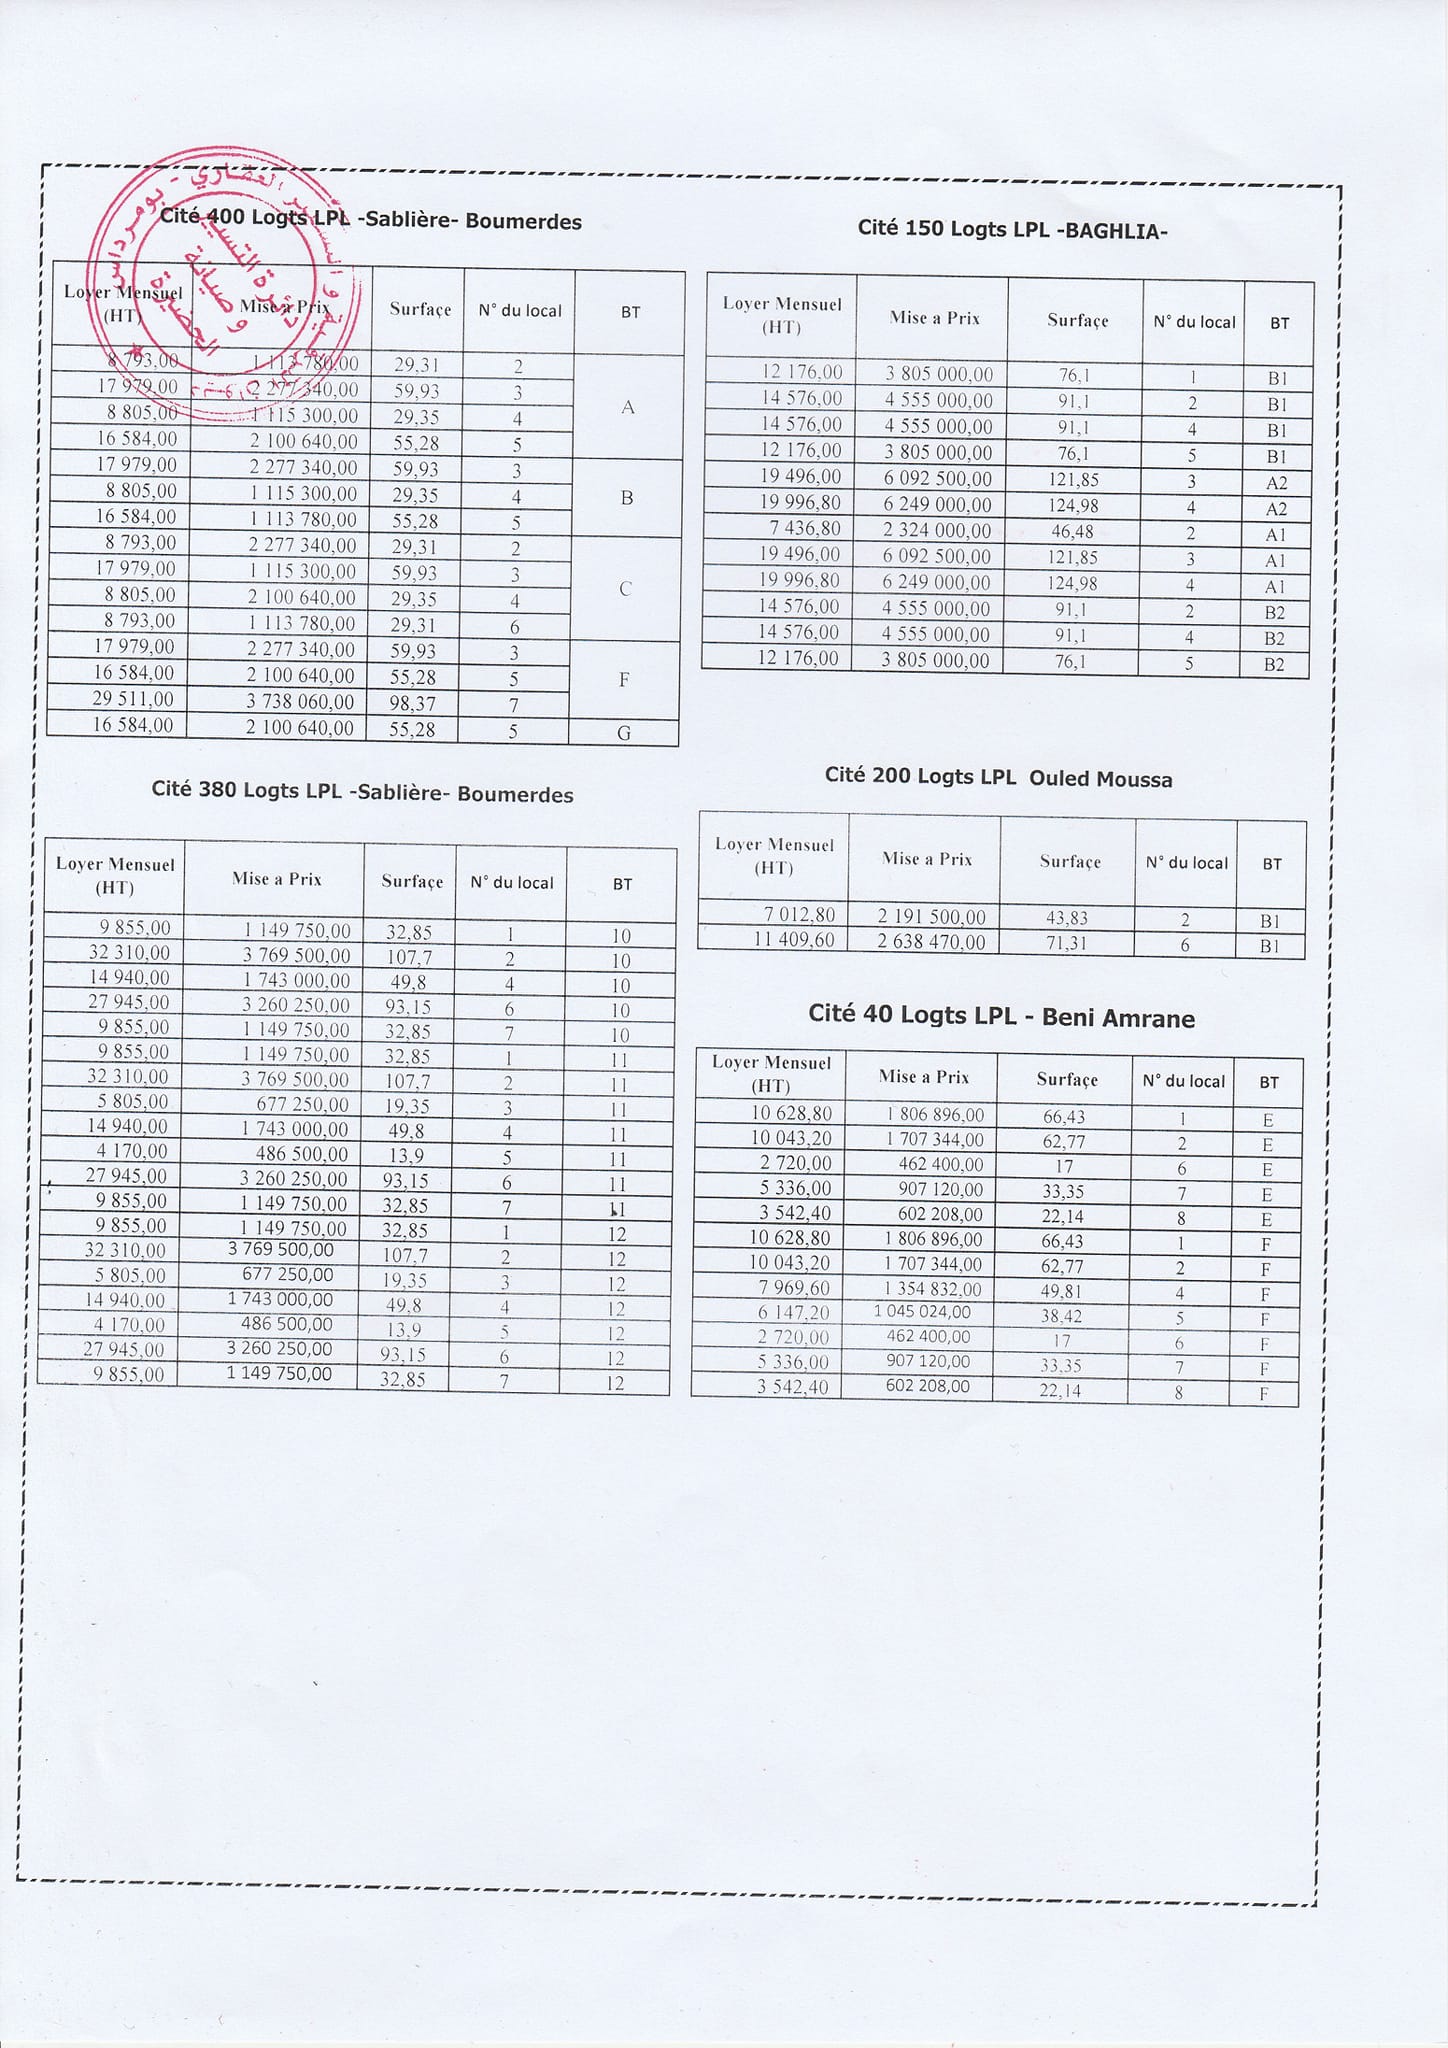 Cité 400 Logts LPL -Sablière- Boumerdes
Loyer Mensuel (HT) Mise a Prix Surfaçe N° du local BT
8 793,00 1 113 780,00 29,31 2 A
17 979,00 2 277 340,00 59,93 3
8 805,00 1 115 300,00 29,35 4
16 584,00 2 100 640,00 55,28 5
17 979,00 2 277 340,00 59,93 3 B
8 805,00 1 115 300,00 29,35 4
16 584,00 1 113 780,00 55,28 5
8 793,00 2 277 340,00 29,31 2 C
17 979,00 1 115 300,00 59,93 3
8 805,00 2 100 640,00 29,35 4
8 793,00 1 113 780,00 29,31 6
17 979,00 2 277 340,00 59,93 3 F
16 584,00 2 100 640,00 55,28 5
29 511,00 3 738 060,00 98,37 7
16 584,00 2 100 640,00 55,28 5 G
Cité 380 Logts LPL -Sablière- Boumerdes
Loyer Mensuel (HT) Mise a Prix Surfaçe N° du local BT
9 855,00 1 149 750,00 32,85 1 10
32 310,00 3 769 500,00 107,7 2 10
14 940,00 1 743 000,00 49,8 4 10
27 945,00 3 260 250,00 93,15 6 10
9 855,00 1 149 750,00 32,85 7 10
9 855,00 1 149 750,00 32,85 1 11
32 310,00 3 769 500,00 107,7 2 11
5 805,00 677 250,00 19,35 3 11
14 940,00 1 743 000,00 49,8 4 11
4 170,00 486 500,00 13,9 5 11
27 945,00 3 260 250,00 93,15 6 11
9 855,00 1 149 750,00 32,85 7 11
9 855,00 1 149 750,00 32,85 1 12
32 310,00 3 769 500,00 107,7 2 12
5 805,00 677 250,00 19,35 3 12
14 940,00 1 743 000,00 49,8 4 12
4 170,00 486 500,00 13,9 5 12
27 945,00 3 260 250,00 93,15 6 12
9 855,00 1 149 750,00 32,85 7 12
Cité 150 Logts LPL -BAGHLIA-
Loyer Mensuel (HT) Mise a Prix Surfaçe N° du local BT
12 176,00 3 805 000,00 76,1 1 B1
14 576,00 4 555 000,00 91,1 2 B1
14 576,00 4 555 000,00 91,1 4 B1
12 176,00 3 805 000,00 76,1 5 B1
19 496,00 6 092 500,00 121,85 3 A2
19 996,80 6 249 000,00 124,98 4 A2
7 436,80 2 324 000,00 46,48 2 A1
19 496,00 6 092 500,00 121,85 3 A1
19 996,80 6 249 000,00 124,98 4 A1
14 576,00 4 555 000,00 91,1 2 B2
14 576,00 4 555 000,00 91,1 4 B2
12 176,00 3 805 000,00 76,1 5 B2
Cité 200 Logts LPL Ouled Moussa
Loyer Mensuel (HT) Mise a Prix Surfaçe N° du local BT
7 012,80 2 191 500,00 43,83 2 B1
11 409,60 2 638 470,00 71,31 6 B1
Cité 40 Logts LPL - Beni Amrane
Loyer Mensuel (HT) Mise a Prix Surfaçe N° du local BT
10 628,80 1 806 896,00 66,43 1 E
10 043,20 1 707 344,00 62,77 2 E
2 720,00 462 400,00 17 6 E
5 336,00 907 120,00 33,35 7 E
3 542,40 602 208,00 22,14 8 E
10 628,80 1 806 896,00 66,43 1 F
10 043,20 1 707 344,00 62,77 2 F
7 969,60 1 354 832,00 49,81 4 F
6 147,20 1 045 024,00 38,42 5 F
2 720,00 462 400,00 17 6 F
5 336,00 907 120,00 33,35 7 F
3 542,40 602 208,00 22,14 8 F
العقاري - بومرداس
دائرة التسيير
و صيانة
الحضيرة